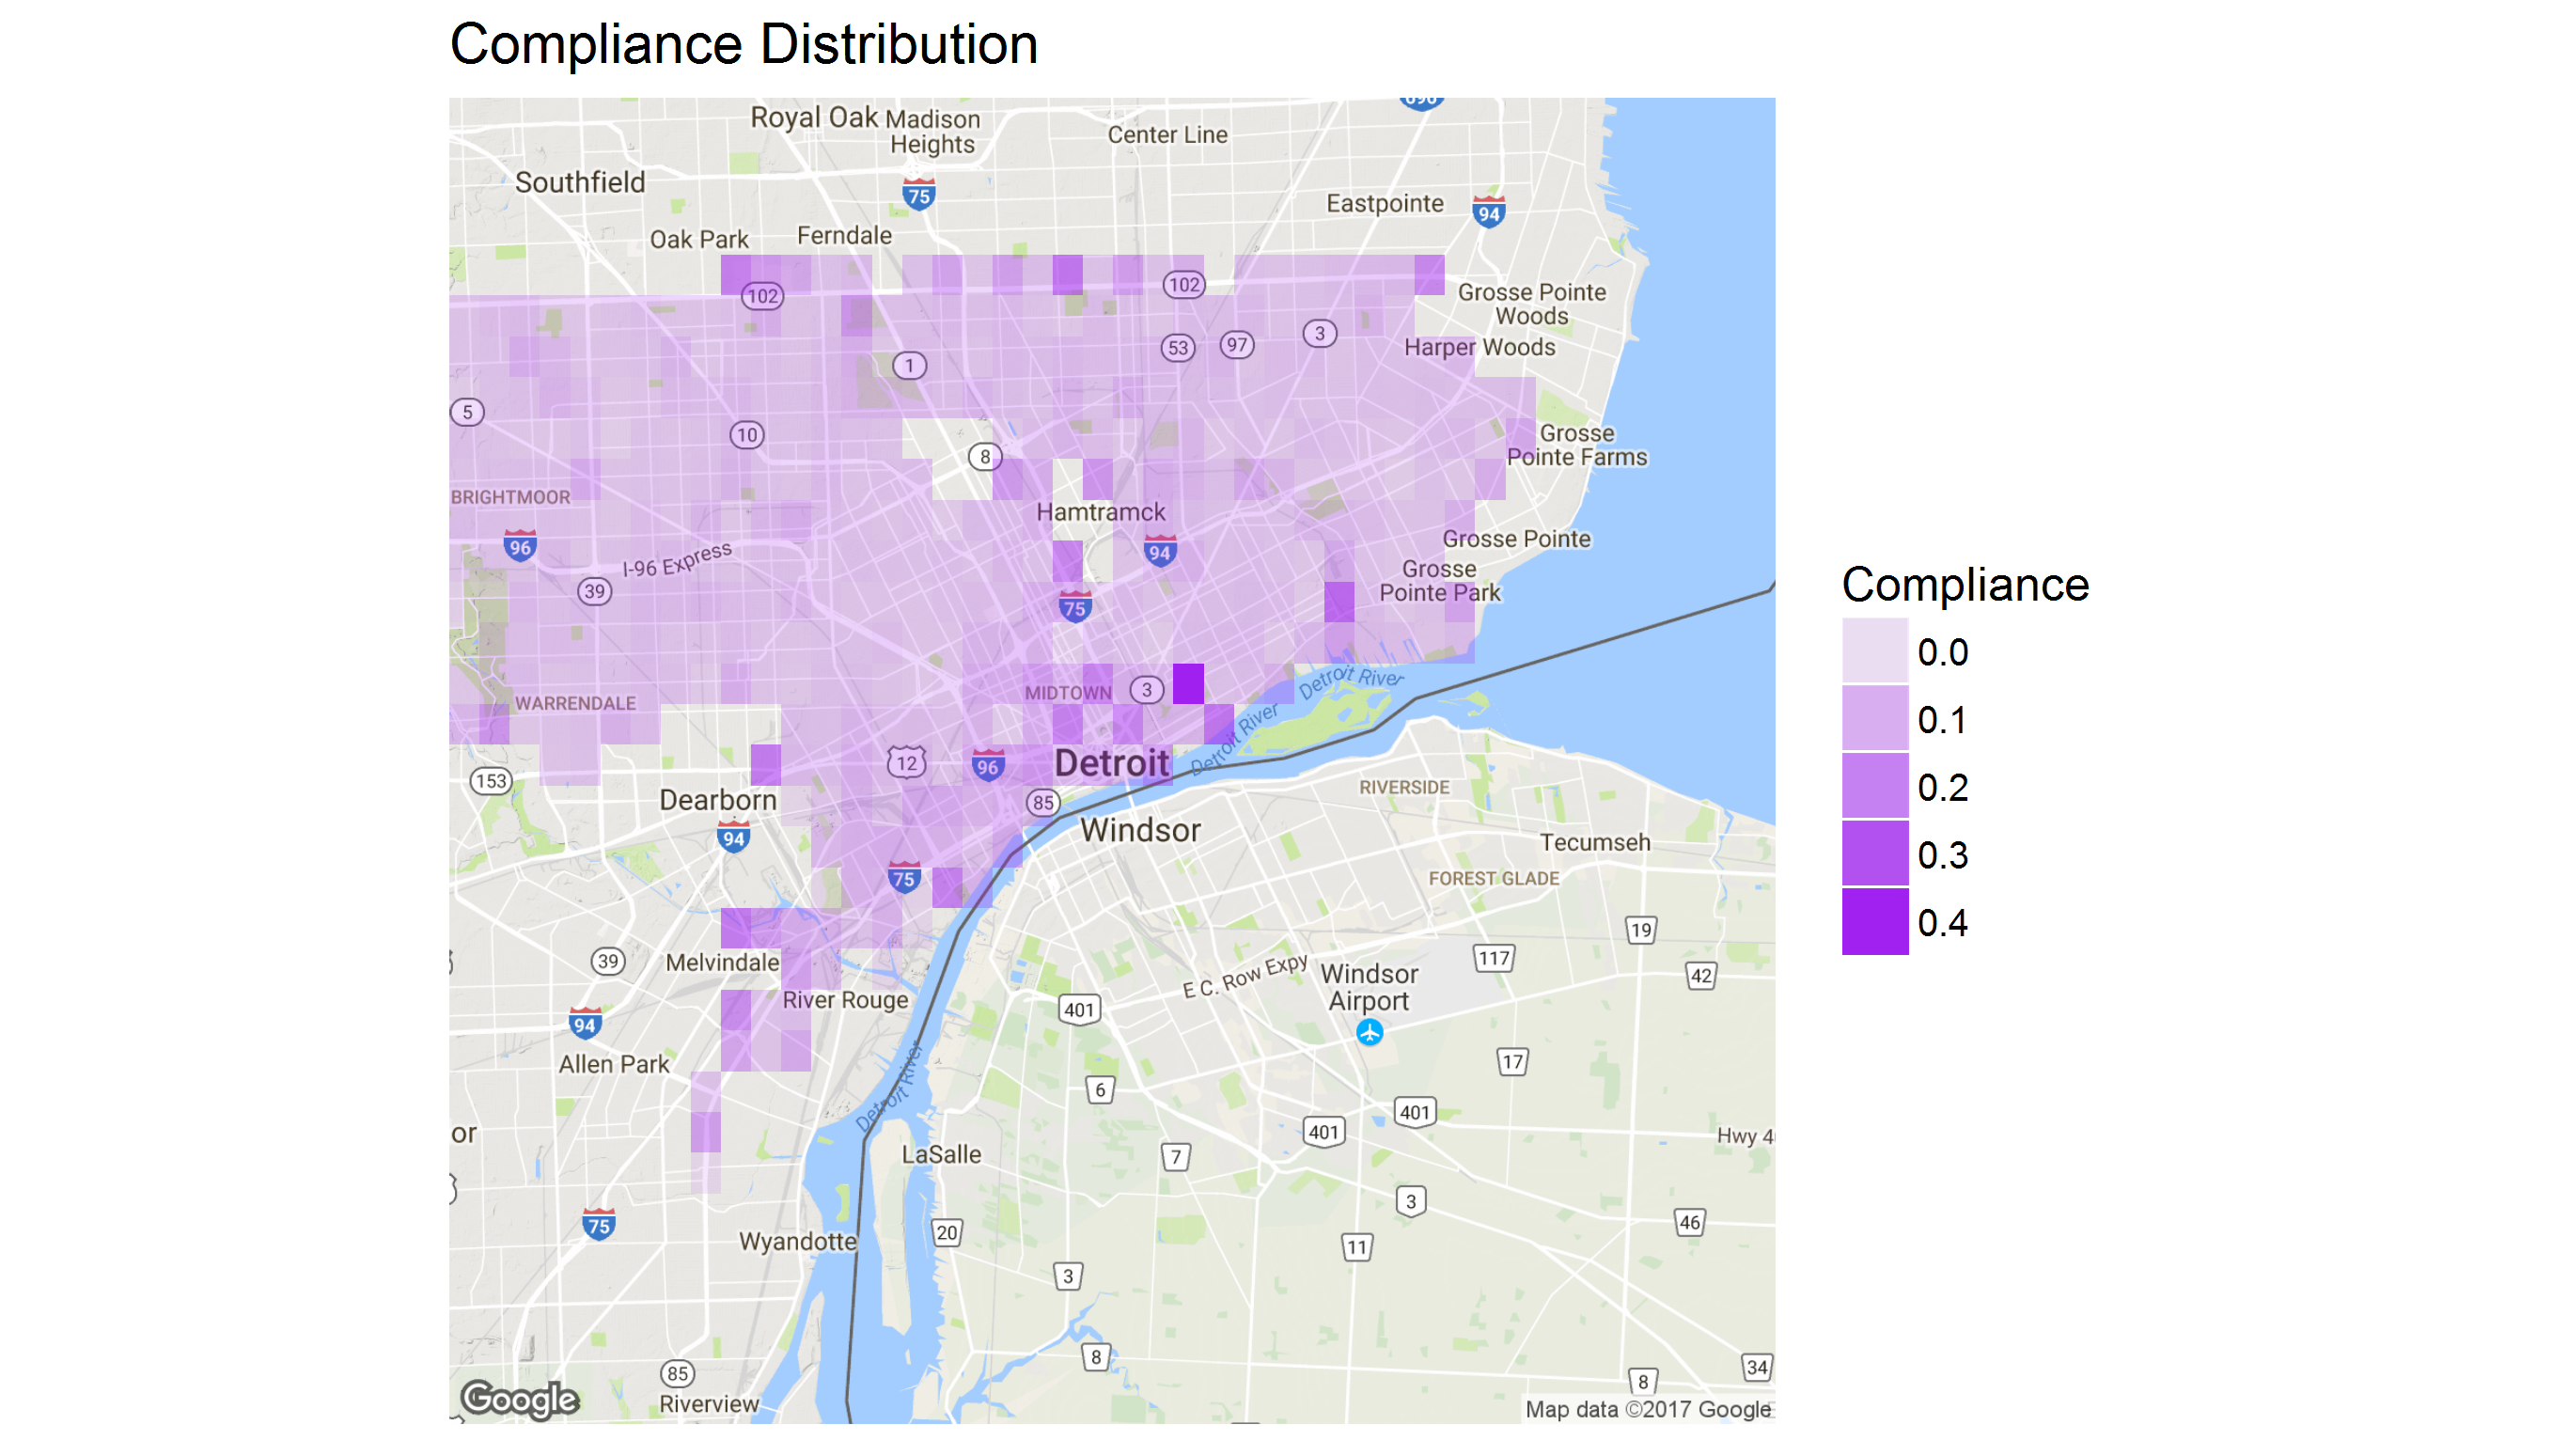 Compliance Distribution
Royal Oak
Madison
Heights
Center Line
696
Southfield
75
Eastpointe
94
Oak Park
Ferndale
102
102
Grosse Pointe
Woods
53
97
3
Harper Woods
1
5
10
8
Grosse
Pointe Farms
BRIGHTMOOR
Hamtramck
96
I-96 Express
94
Grosse Pointe
Grosse
Pointe Park
39
75
WARRENDALE
MIDTOWN
3
Detroit River
Detroit River
153
12
96
Detroit
Dearborn
85
RIVERSIDE
94
Windsor
Tecumseh
75
FOREST GLADE
19
39
Melvindale
E C. Row Expy
Windsor
Airport
117
42
River Rouge
401
94
Allen Park
Detroit River
6
17
401
or
401
Hwy 4
LaSalle
7
3
75
Wyandotte
20
11
46
3
8
34
85
8
Google
Riverview
Map data ©2017 Google
Compliance
0.0
0.1
0.2
0.3
0.4